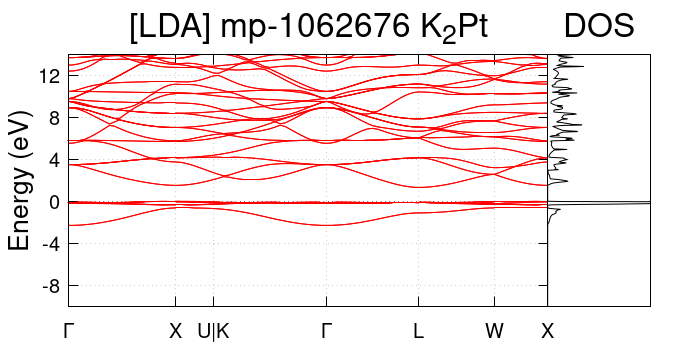 [LDA] mp-1062676 K₂Pt DOS
Energy (eV)
12
8
4
0
-4
-8
Γ X U|K Γ L W X